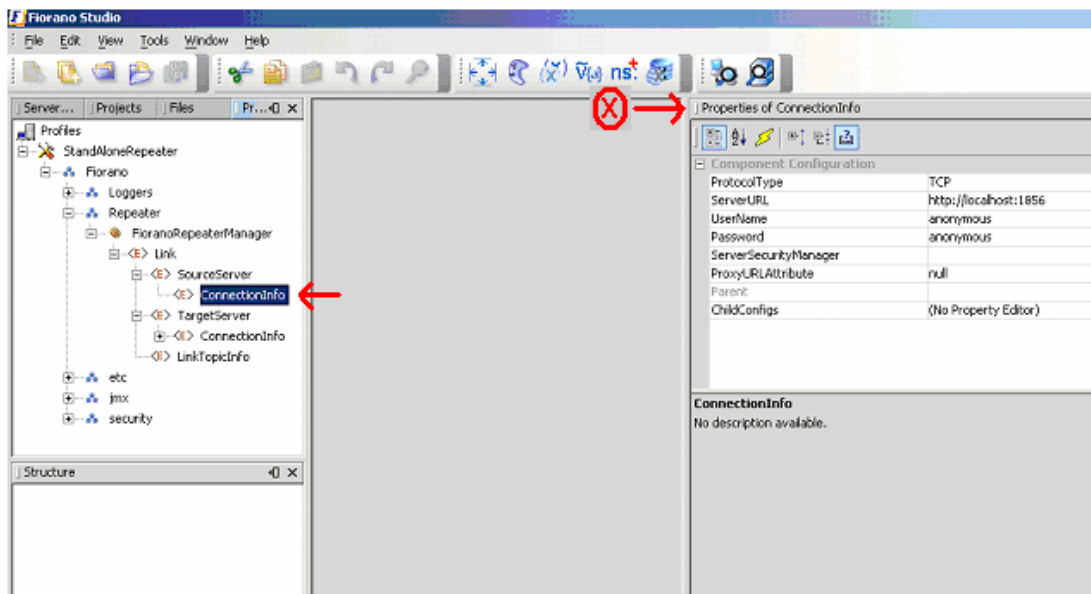 Fiorano Studio
File Edit View Tools Window Help
ns:
Server... Projects Files Pr...
X
Properties of ConnectionInfo
Profiles
StandAloneRepeater
Fiorano
Loggers
Repeater
FioranoRepeaterManager
<E> Link
<E> SourceServer
<E> ConnectionInfo
<E> TargetServer
<E> ConnectionInfo
<E> LinkTopicInfo
etc
jmx
security
Structure
Component Configuration
ProtocolType TCP
ServerURL http://localhost:1856
UserName anonymous
Password anonymous
ServerSecurityManager
ProxyURLAttribute null
Parent
ChildConfigs (No Property Editor)
ConnectionInfo
No description available.